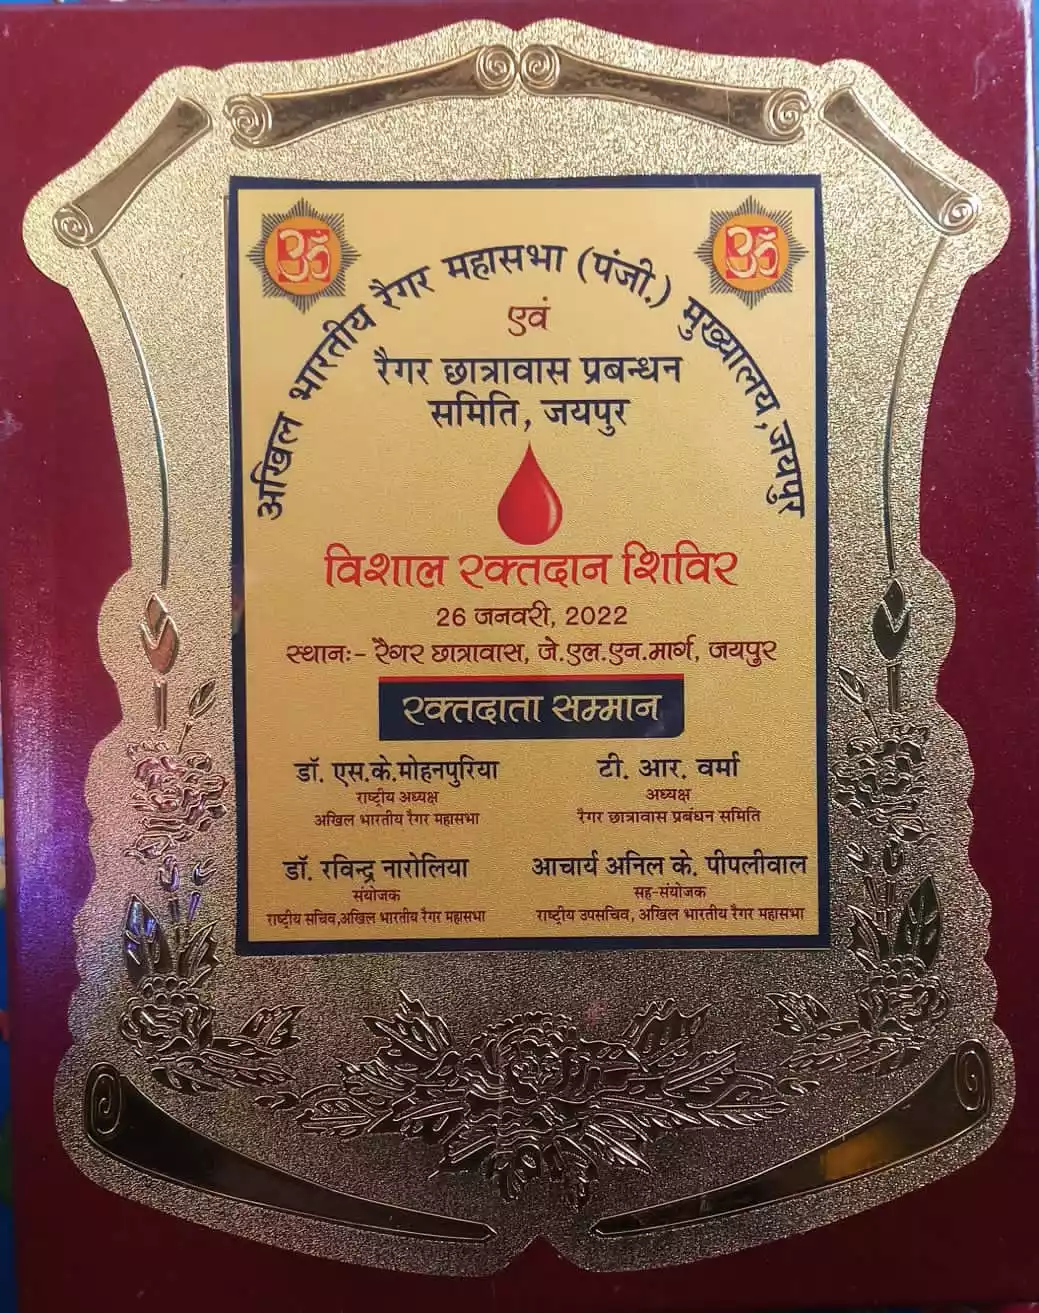 ॐ ॐ
अखिल भारतीय रैगर महासभा (पंजी.) मुख्यालय, जयपुर
एवं
रैगर छात्रावास प्रबन्धन
समिति, जयपुर
विशाल रक्तदान शिविर
26 जनवरी, 2022
स्थानः- रैगर छात्रावास, जे.एल.एन.मार्ग, जयपुर
रक्तदाता सम्मान
डॉ. एस.के.मोहनपुरिया
राष्ट्रीय अध्यक्ष
अखिल भारतीय रैगर महासभा
टी. आर. वर्मा
अध्यक्ष
रैगर छात्रावास प्रबंधन समिति
डॉ. रविन्द्र नारोलिया
संयोजक
राष्ट्रीय सचिव,अखिल भारतीय रैगर महासभा
आचार्य अनिल के. पीपलीवाल
सह-संयोजक
राष्ट्रीय उपसचिव, अखिल भारतीय रैगर महासभा